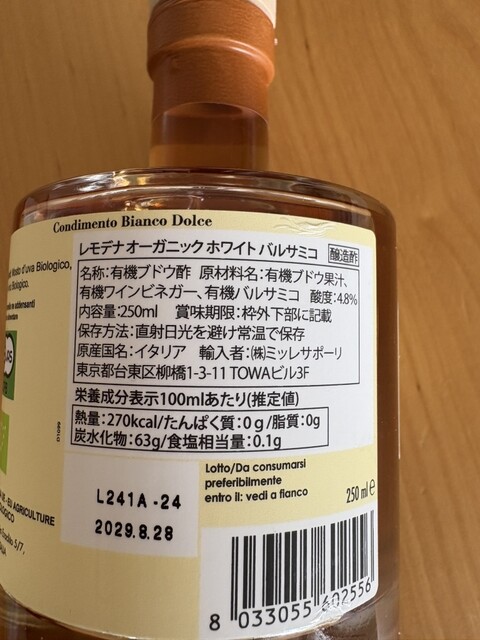 Condimento Bianco Dolce
レモデナ オーガニック ホワイト バルサミコ 醸造酢
名称:有機ブドウ酢 原材料名:有機ブドウ果汁、
有機ワインビネガー、有機バルサミコ 酸度:4.8%
内容量:250ml 賞味期限:枠外下部に記載
保存方法:直射日光を避け常温で保存
原産国名:イタリア 輸入者:㈱ミッレサポーリ
東京都台東区柳橋1-3-11 TOWAビル3F
栄養成分表示100mlあたり(推定値)
熱量:270kcal/たんぱく質:0g/脂質:0g
炭水化物:63g/食塩相当量:0.1g
Mosto d'uva Biologico,
Biologico.
AGRICULTURE
5/7,
L241A-24
2029.8.28
Lotto/Da consumarsi
preferibilmente
entro il: vedi a fianco
250 ml e
8 033055 602556